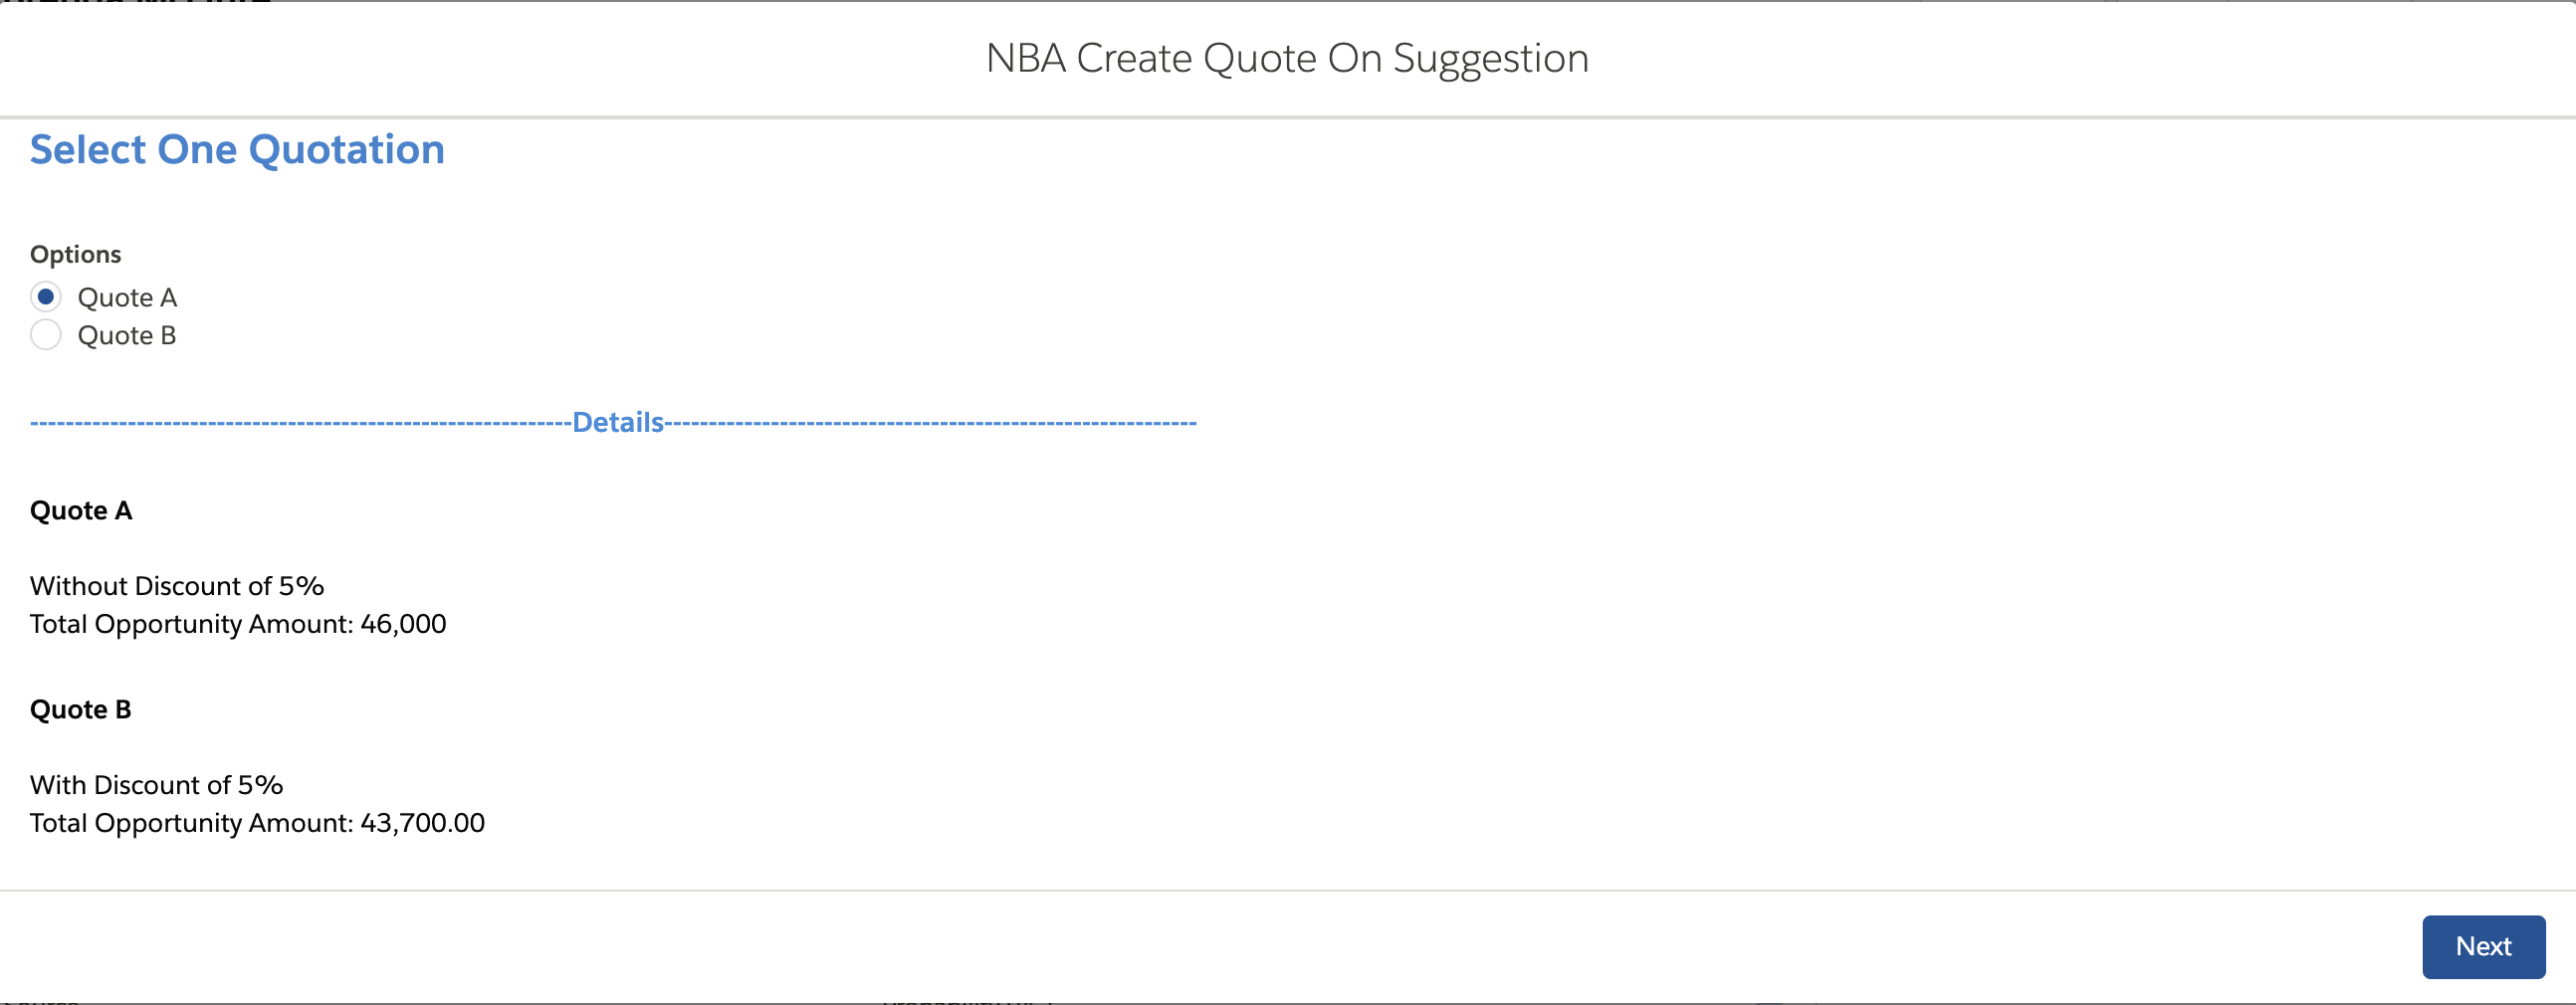 NBA Create Quote On Suggestion
Select One Quotation
Options
Quote A
Quote B
-------------------------------------------------------------Details------------------------------------------------------------
Quote A
Without Discount of 5%
Total Opportunity Amount: 46,000
Quote B
With Discount of 5%
Total Opportunity Amount: 43,700.00
Next